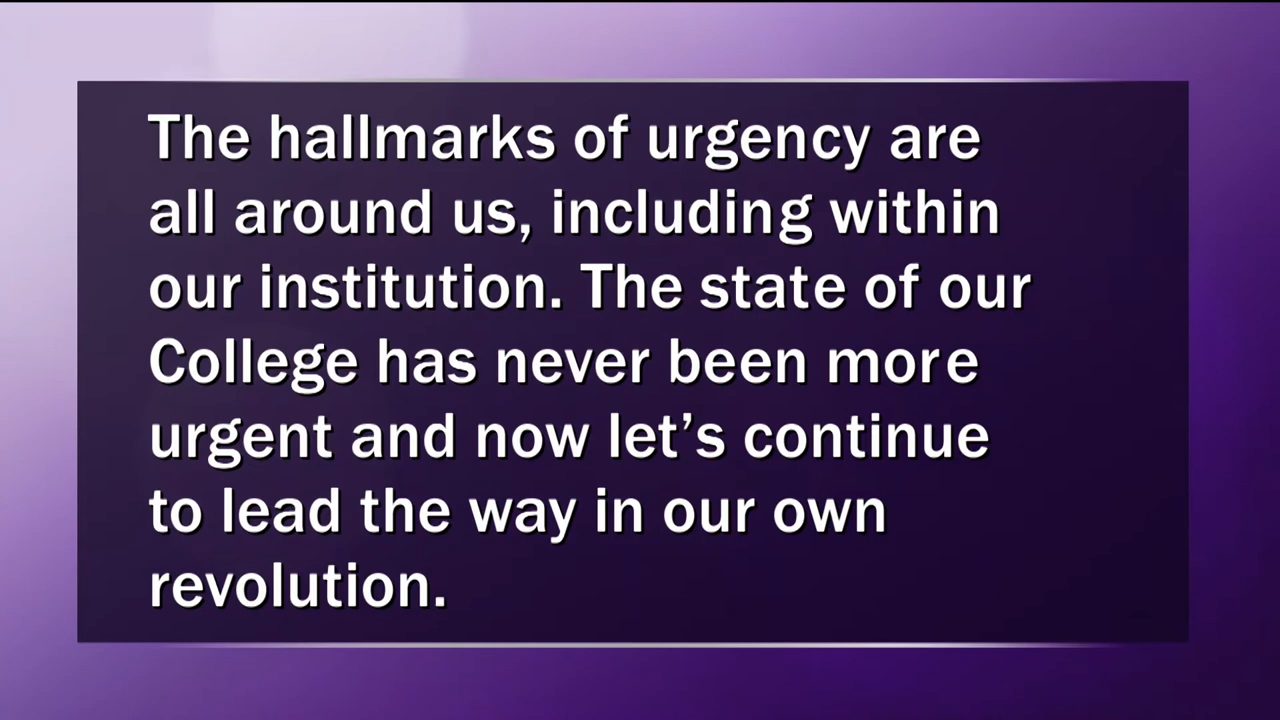 The hallmarks of urgency are
all around us, including within
our institution. The state of our
College has never been more
urgent and now let’s continue
to lead the way in our own
revolution.